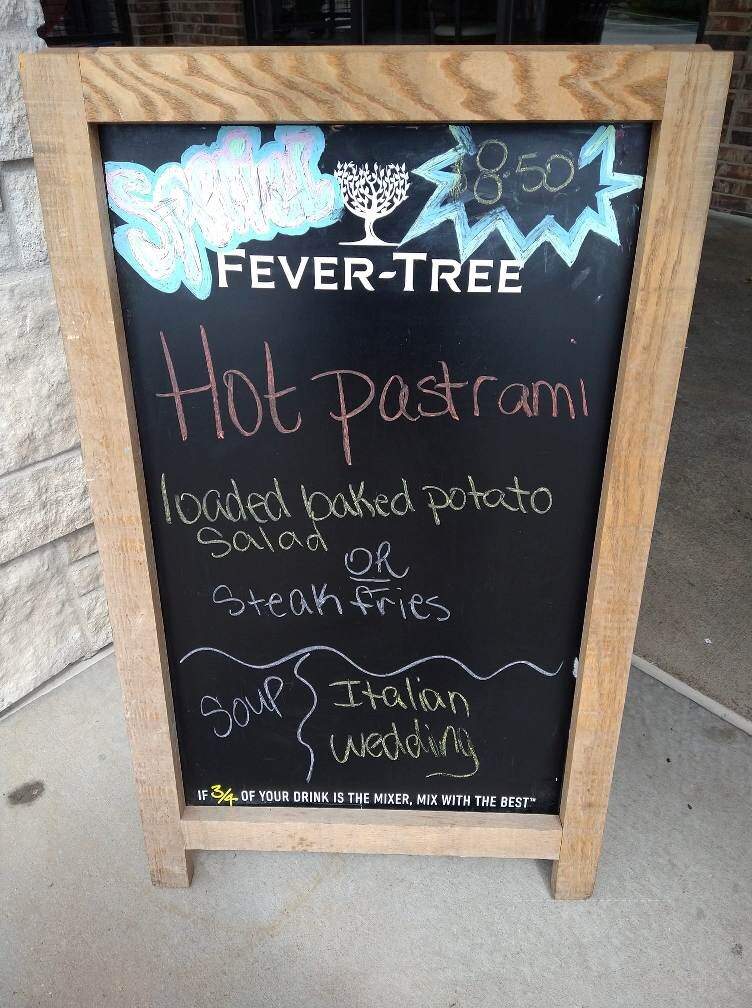 Special
$8.50
FEVER-TREE
Hot pastrami
loaded baked potato
salad
OR
Steak fries
Soup
Italian
wedding
IF 3/4 OF YOUR DRINK IS THE MIXER, MIX WITH THE BEST™